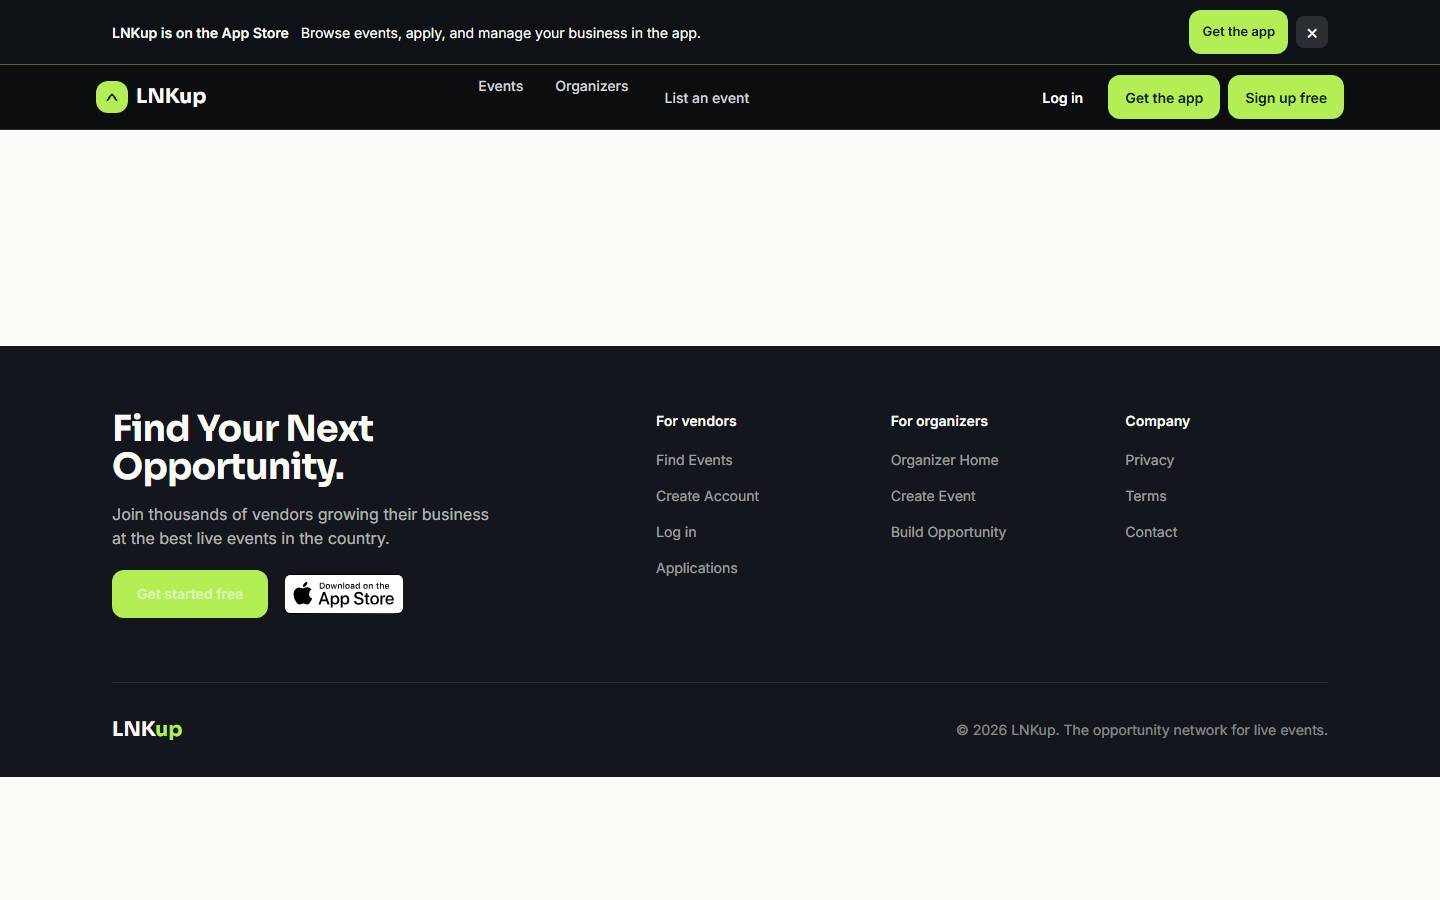 LNKup is on the App Store Browse events, apply, and manage your business in the app.
Get the app
×
LNKup
Events
Organizers
List an event
Log in
Get the app
Sign up free
Find Your Next
Opportunity.
Join thousands of vendors growing their business
at the best live events in the country.
Get started free
Download on the
App Store
For vendors
Find Events
Create Account
Log in
Applications
For organizers
Organizer Home
Create Event
Build Opportunity
Company
Privacy
Terms
Contact
LNKup
© 2026 LNKup. The opportunity network for live events.